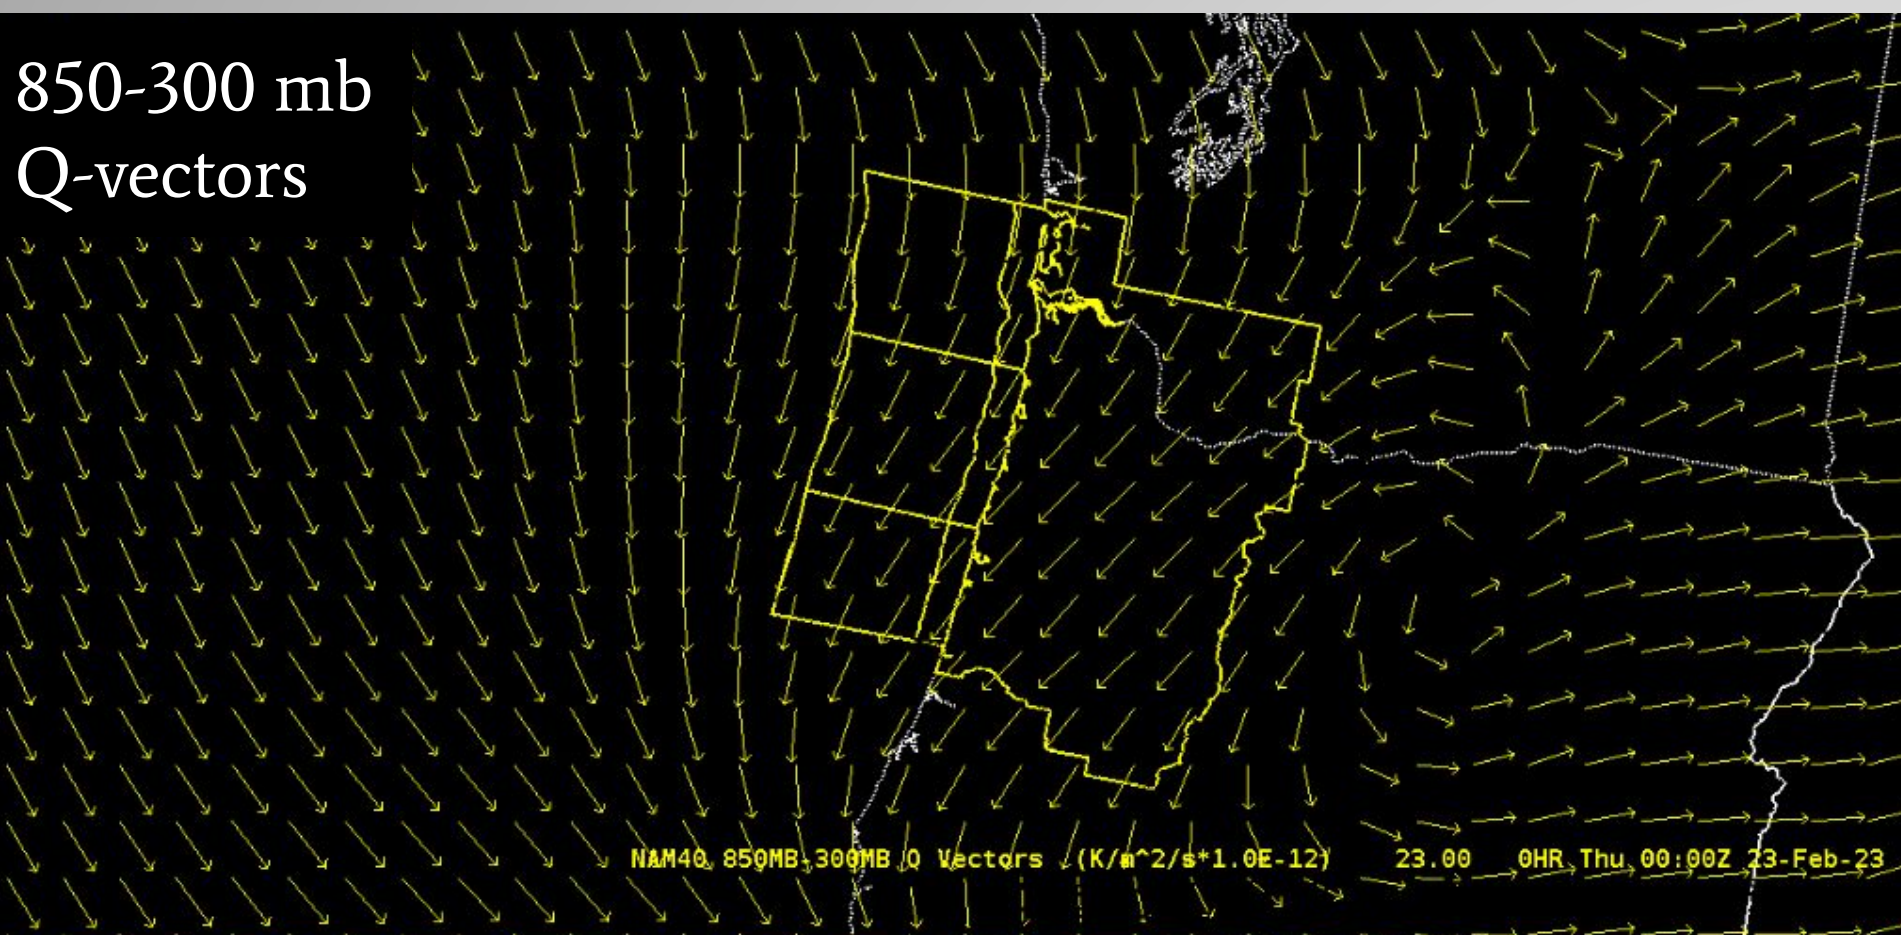 850-300 mb
Q-vectors
NAM40 850MB-300MB Q Vectors (K/m^2/s*1.0E-12) 23.00 0HR Thu 00:00Z 23-Feb-23